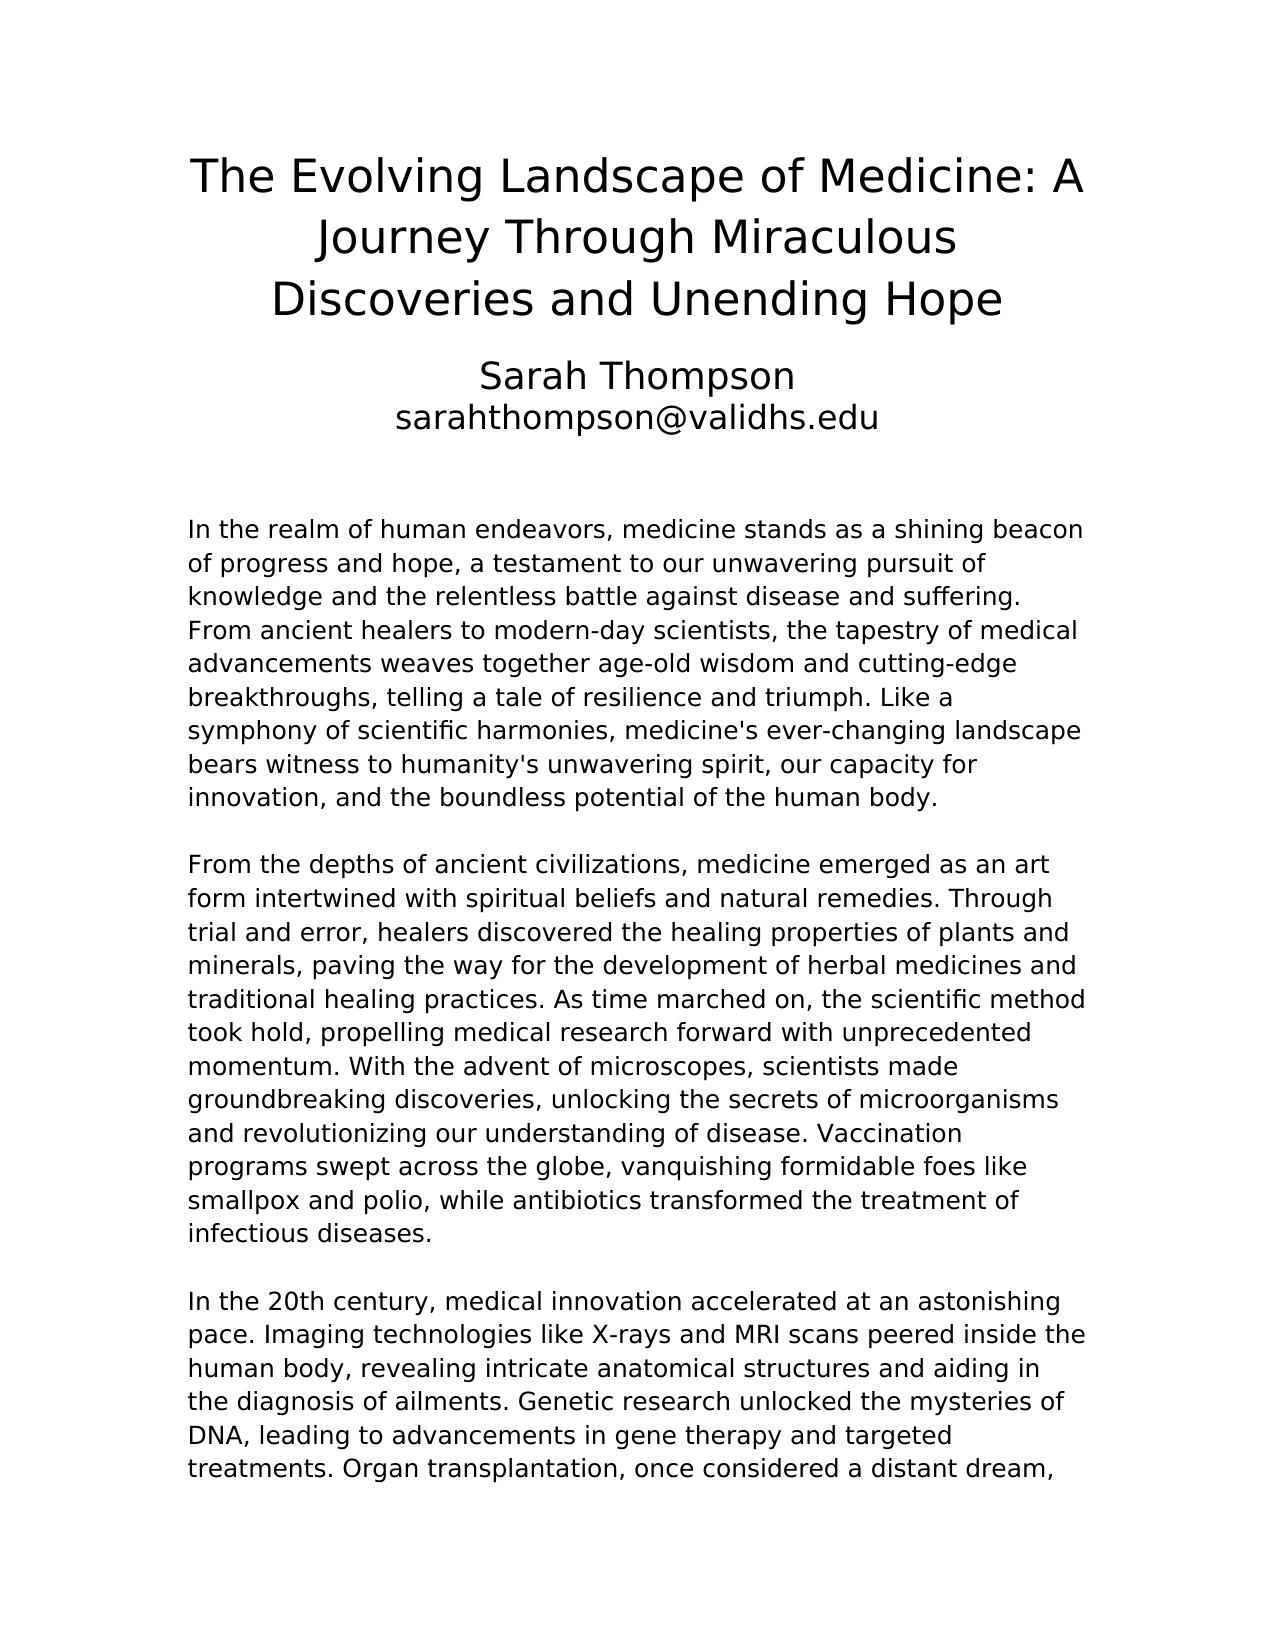 The Evolving Landscape of Medicine: A
Journey Through Miraculous
Discoveries and Unending Hope
Sarah Thompson
sarahthompson@validhs.edu
In the realm of human endeavors, medicine stands as a shining beacon
of progress and hope, a testament to our unwavering pursuit of
knowledge and the relentless battle against disease and suffering.
From ancient healers to modern-day scientists, the tapestry of medical
advancements weaves together age-old wisdom and cutting-edge
breakthroughs, telling a tale of resilience and triumph. Like a
symphony of scientific harmonies, medicine's ever-changing landscape
bears witness to humanity's unwavering spirit, our capacity for
innovation, and the boundless potential of the human body.
From the depths of ancient civilizations, medicine emerged as an art
form intertwined with spiritual beliefs and natural remedies. Through
trial and error, healers discovered the healing properties of plants and
minerals, paving the way for the development of herbal medicines and
traditional healing practices. As time marched on, the scientific method
took hold, propelling medical research forward with unprecedented
momentum. With the advent of microscopes, scientists made
groundbreaking discoveries, unlocking the secrets of microorganisms
and revolutionizing our understanding of disease. Vaccination
programs swept across the globe, vanquishing formidable foes like
smallpox and polio, while antibiotics transformed the treatment of
infectious diseases.
In the 20th century, medical innovation accelerated at an astonishing
pace. Imaging technologies like X-rays and MRI scans peered inside the
human body, revealing intricate anatomical structures and aiding in
the diagnosis of ailments. Genetic research unlocked the mysteries of
DNA, leading to advancements in gene therapy and targeted
treatments. Organ transplantation, once considered a distant dream,